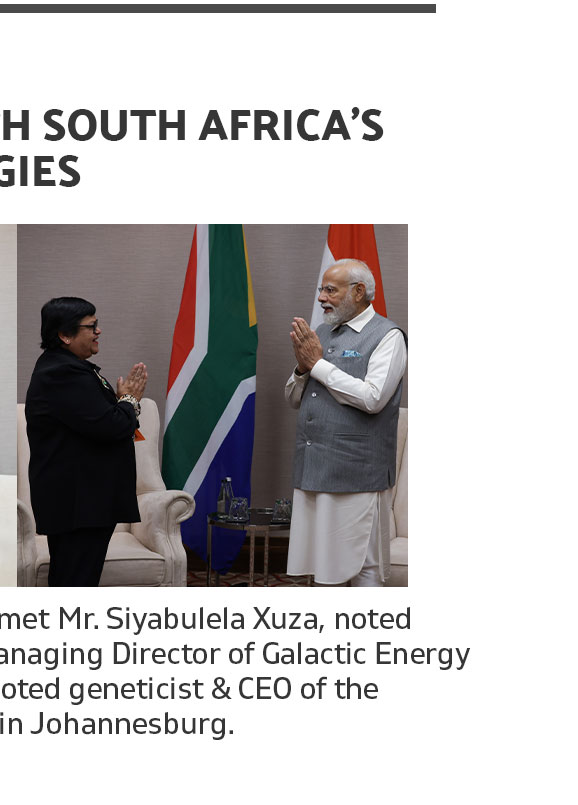 H SOUTH AFRICA'S
GIES
met Mr. Siyabulela Xuza, noted
anaging Director of Galactic Energy
oted geneticist & CEO of the
in Johannesburg.